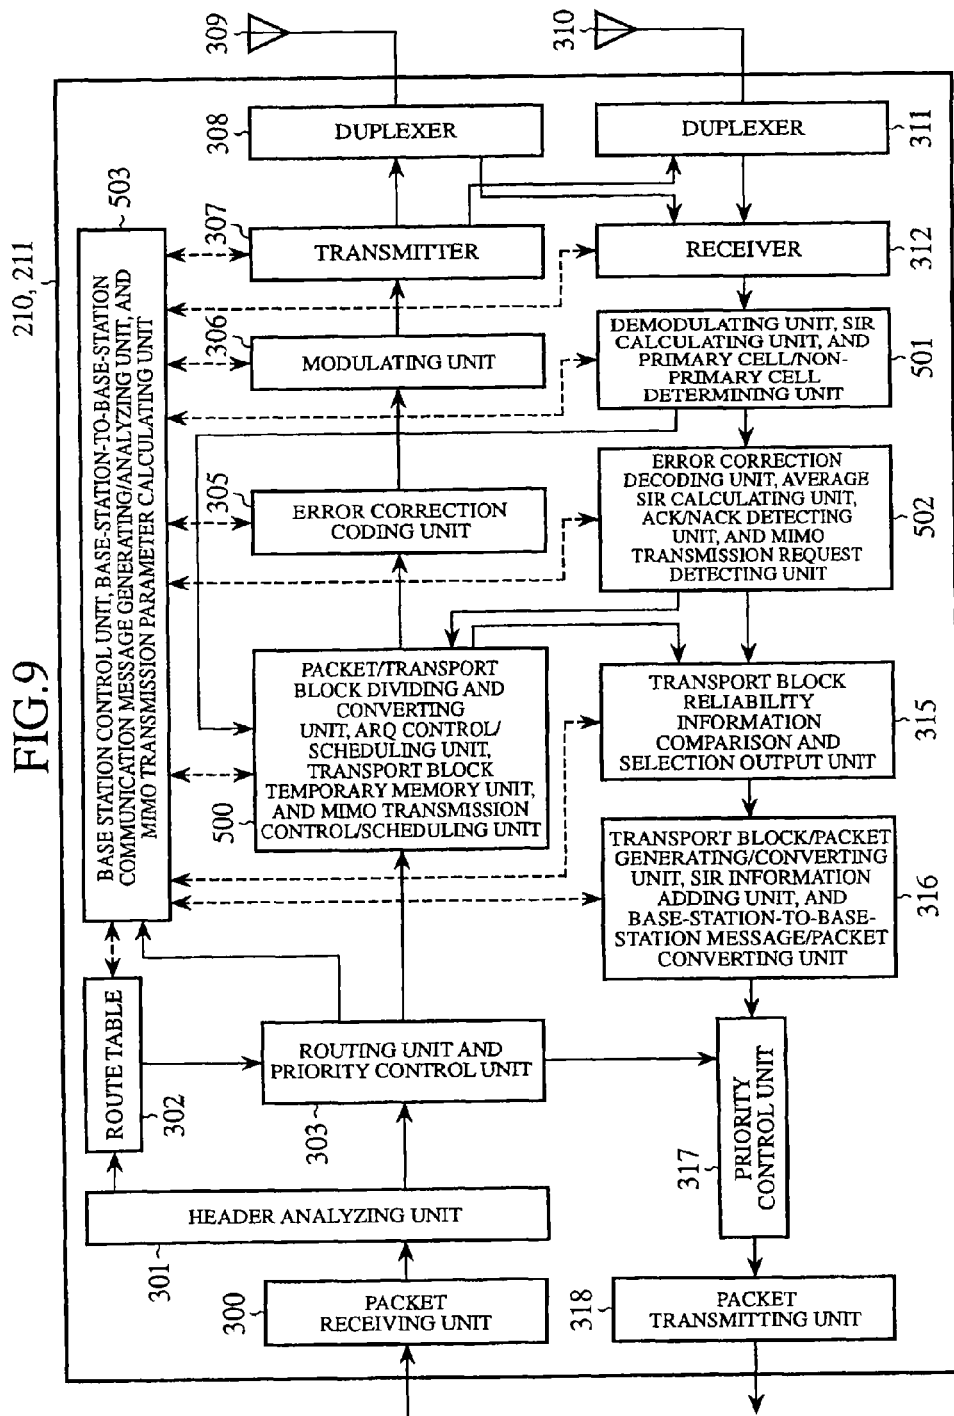 FIG.9
210, 211
503
BASE STATION CONTROL UNIT, BASE-STATION-TO-BASE-STATION
COMMUNICATION MESSAGE GENERATING/ANALYZING UNIT, AND
MIMO TRANSMISSION PARAMETER CALCULATING UNIT
309
310
308
DUPLEXER
DUPLEXER
311
307
TRANSMITTER
RECEIVER
312
306
MODULATING UNIT
DEMODULATING UNIT, SIR
CALCULATING UNIT, AND
PRIMARY CELL/NON-
PRIMARY CELL
DETERMINING UNIT
501
305
ERROR CORRECTION
CODING UNIT
ERROR CORRECTION
DECODING UNIT, AVERAGE
SIR CALCULATING UNIT,
ACK/NACK DETECTING
UNIT, AND MIMO
TRANSMISSION REQUEST
DETECTING UNIT
502
500
PACKET/TRANSPORT
BLOCK DIVIDING AND
CONVERTING
UNIT, ARQ CONTROL/
SCHEDULING UNIT,
TRANSPORT BLOCK
TEMPORARY MEMORY UNIT,
AND MIMO TRANSMISSION
CONTROL/SCHEDULING UNIT
TRANSPORT BLOCK
RELIABILITY
INFORMATION
COMPARISON AND
SELECTION OUTPUT UNIT
315
TRANSPORT BLOCK/PACKET
GENERATING/CONVERTING
UNIT, SIR INFORMATION
ADDING UNIT, AND
BASE-STATION-TO-BASE-
STATION MESSAGE/PACKET
CONVERTING UNIT
316
ROUTE TABLE
302
303
ROUTING UNIT AND
PRIORITY CONTROL UNIT
317
PRIORITY
CONTROL UNIT
301
HEADER ANALYZING UNIT
300
PACKET
RECEIVING UNIT
318
PACKET
TRANSMITTING UNIT